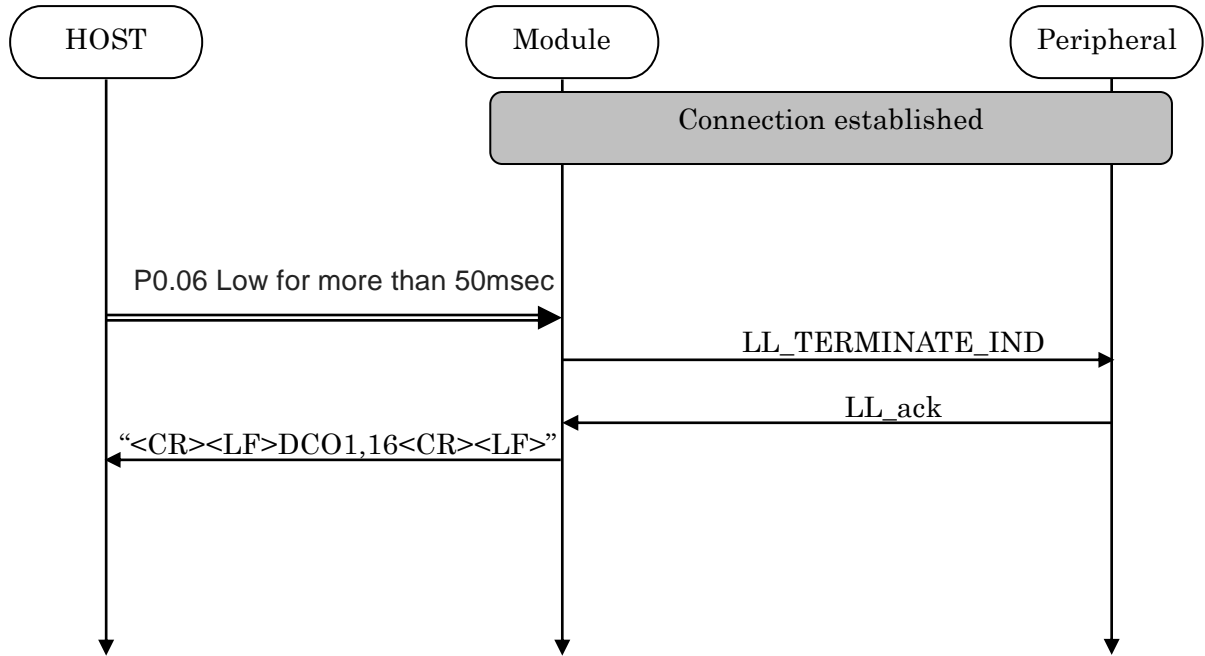 HOST
Module
Peripheral
Connection established
P0.06 Low for more than 50msec
LL_TERMINATE_IND
LL_ack
“<CR><LF>DCO1,16<CR><LF>”